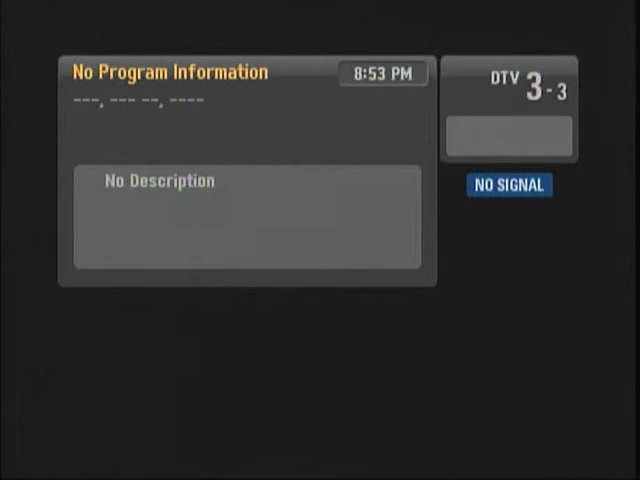 No Program Information
8:53 PM
DTV 3-3
---, --- --, ----
No Description
NO SIGNAL